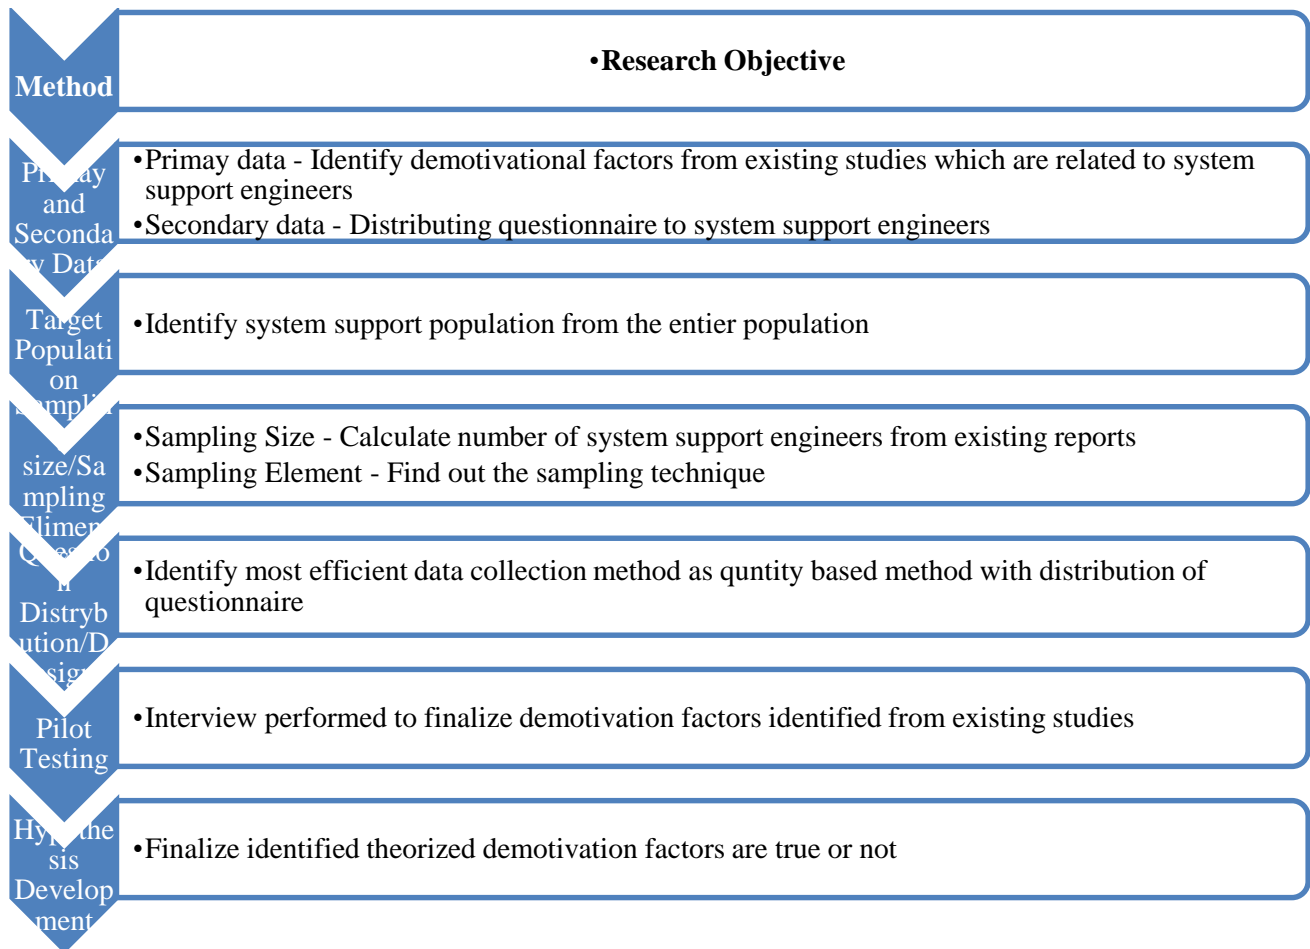 Method
•Research Objective
and
Seconda
•Primay data - Identify demotivational factors from existing studies which are related to system
support engineers
•Secondary data - Distributing questionnaire to system support engineers
Target
Populati
on
•Identify system support population from the entier population
size/Sa
mpling
•Sampling Size - Calculate number of system support engineers from existing reports
•Sampling Element - Find out the sampling technique
Distryb
ution/D
•Identify most efficient data collection method as quntity based method with distribution of
questionnaire
Pilot
Testing
•Interview performed to finalize demotivation factors identified from existing studies
sis
Develop
ment
•Finalize identified theorized demotivation factors are true or not